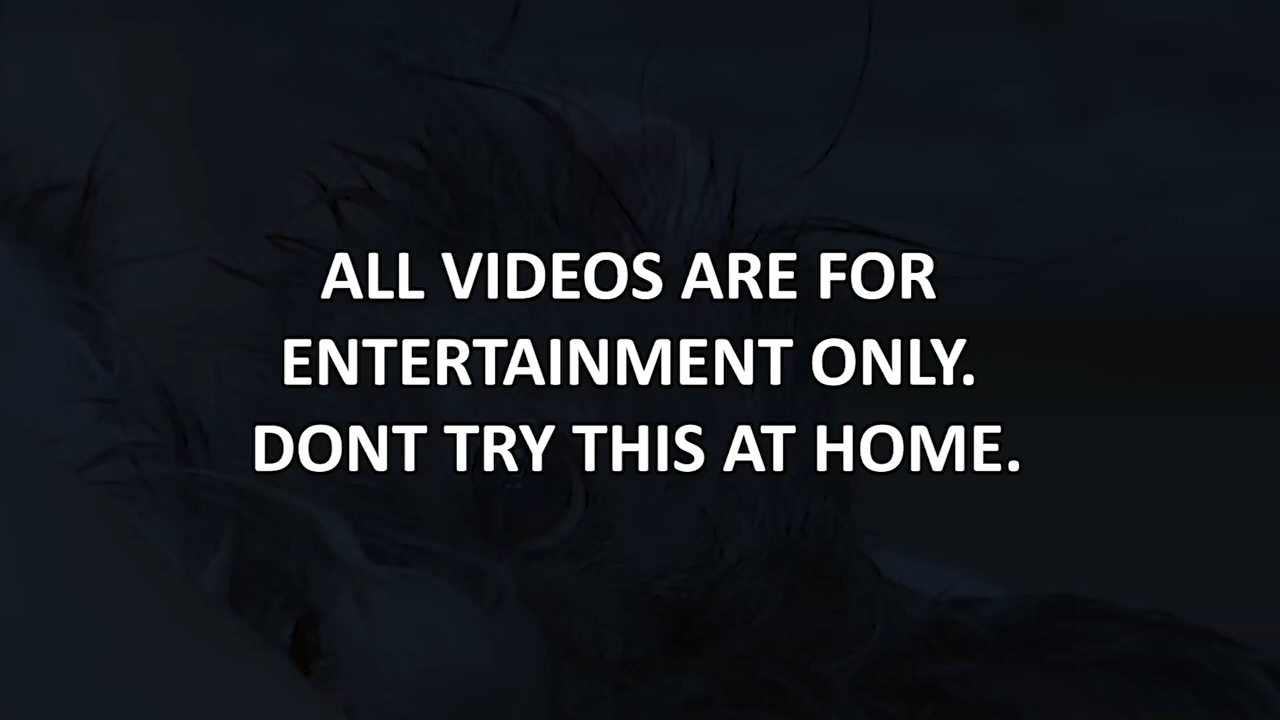 ALL VIDEOS ARE FOR
ENTERTAINMENT ONLY.
DONT TRY THIS AT HOME.